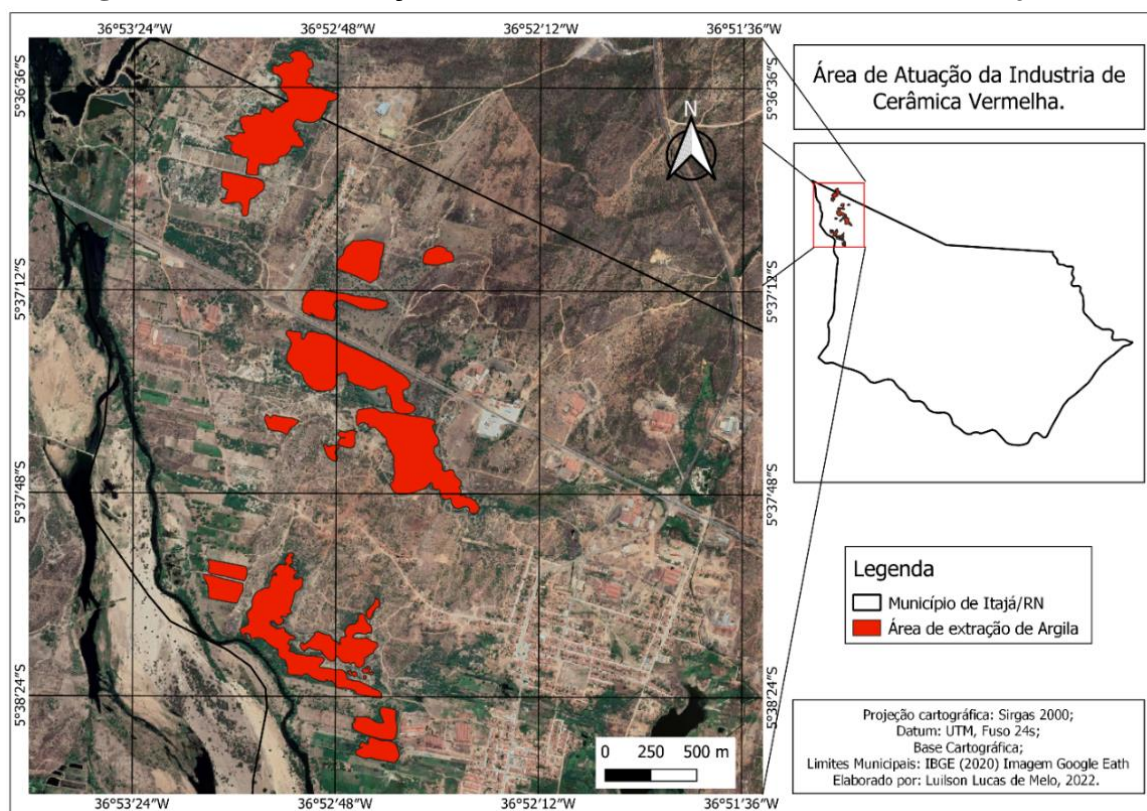 36°53'24"W 36°52'48"W 36°52'12"W 36°51'36"W
5°36'36"S 5°36'36"S
5°37'12"S 5°37'12"S
5°37'48"S 5°37'48"S
5°38'24"S 5°38'24"S
N
0 250 500 m
36°53'24"W 36°52'48"W 36°52'12"W 36°51'36"W
Área de Atuação da Industria de
Cerâmica Vermelha.
Legenda
Município de Itajá/RN
Área de extração de Argila
Projeção cartográfica: Sirgas 2000;
Datum: UTM, Fuso 24s;
Base Cartográfica;
Limites Municipais: IBGE (2020) Imagem Google Eath
Elaborado por: Luilson Lucas de Melo, 2022.